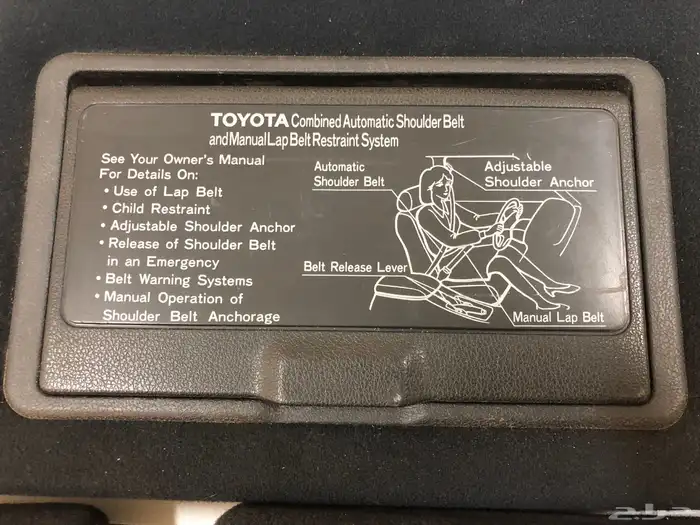 TOYOTA Combined Automatic Shoulder Belt
and Manual Lap Belt Restraint System
See Your Owner's Manual
For Details On:
• Use of Lap Belt
• Child Restraint
• Adjustable Shoulder Anchor
• Release of Shoulder Belt
in an Emergency
• Belt Warning Systems
• Manual Operation of
Shoulder Belt Anchorage
Automatic
Shoulder Belt
Adjustable
Shoulder Anchor
Belt Release Lever
Manual Lap Belt